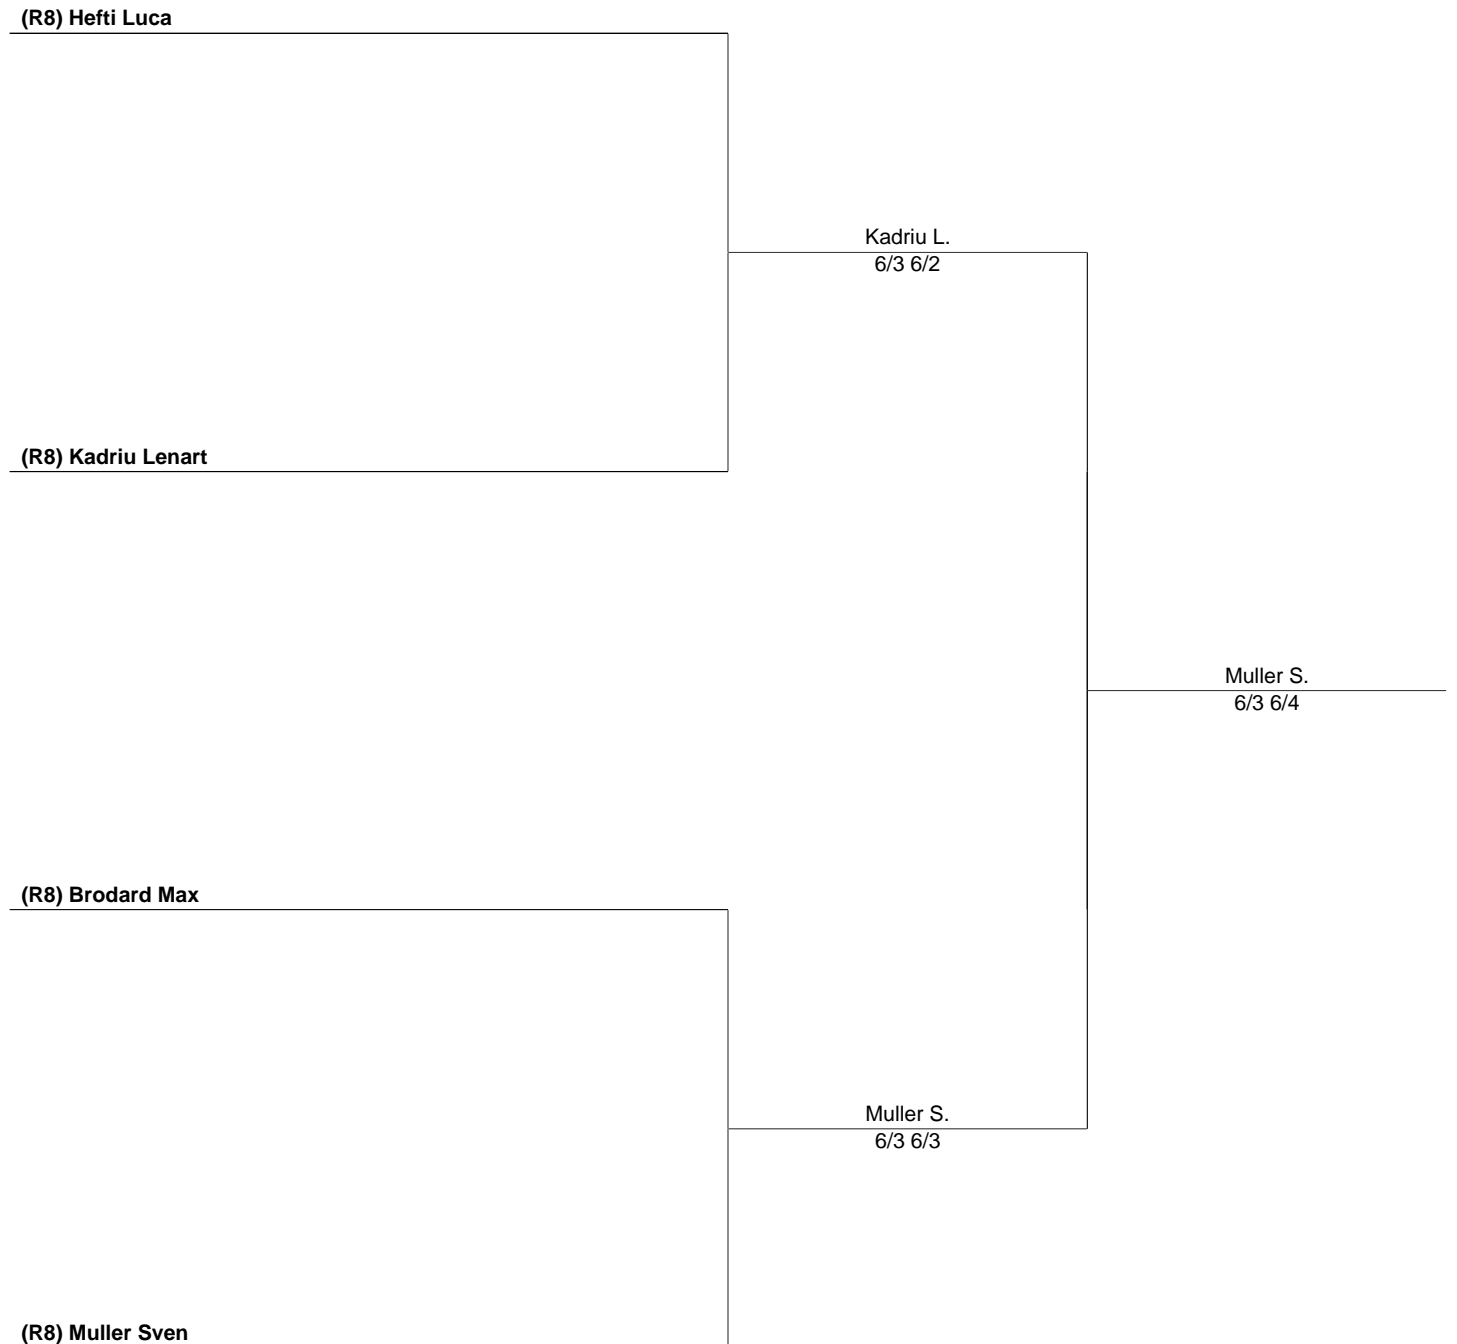 (R8) Hefti Luca
Kadriu L.
6/3 6/2
(R8) Kadriu Lenart
Muller S.
6/3 6/4
(R8) Brodard Max
Muller S.
6/3 6/3
(R8) Muller Sven